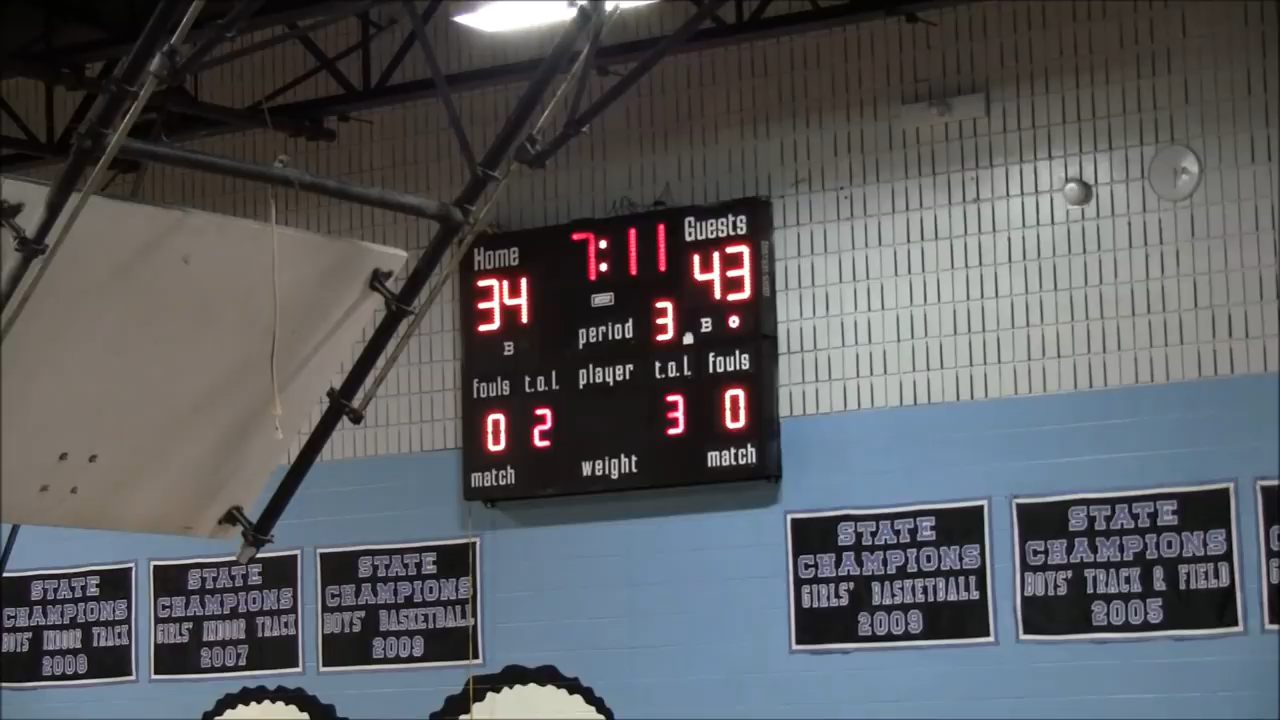 Home 7:11 Guests
34 43
period 3 B
B
fouls t.o.l player t.o.l fouls
0 2 3 0
match weight match
STATE
CHAMPIONS
BOYS' INDOOR TRACK
2008
STATE
CHAMPIONS
GIRLS' INDOOR TRACK
2007
STATE
CHAMPIONS
BOYS' BASKETBALL
2009
STATE
CHAMPIONS
GIRLS' BASKETBALL
2009
STATE
CHAMPIONS
BOYS' TRACK & FIELD
2005